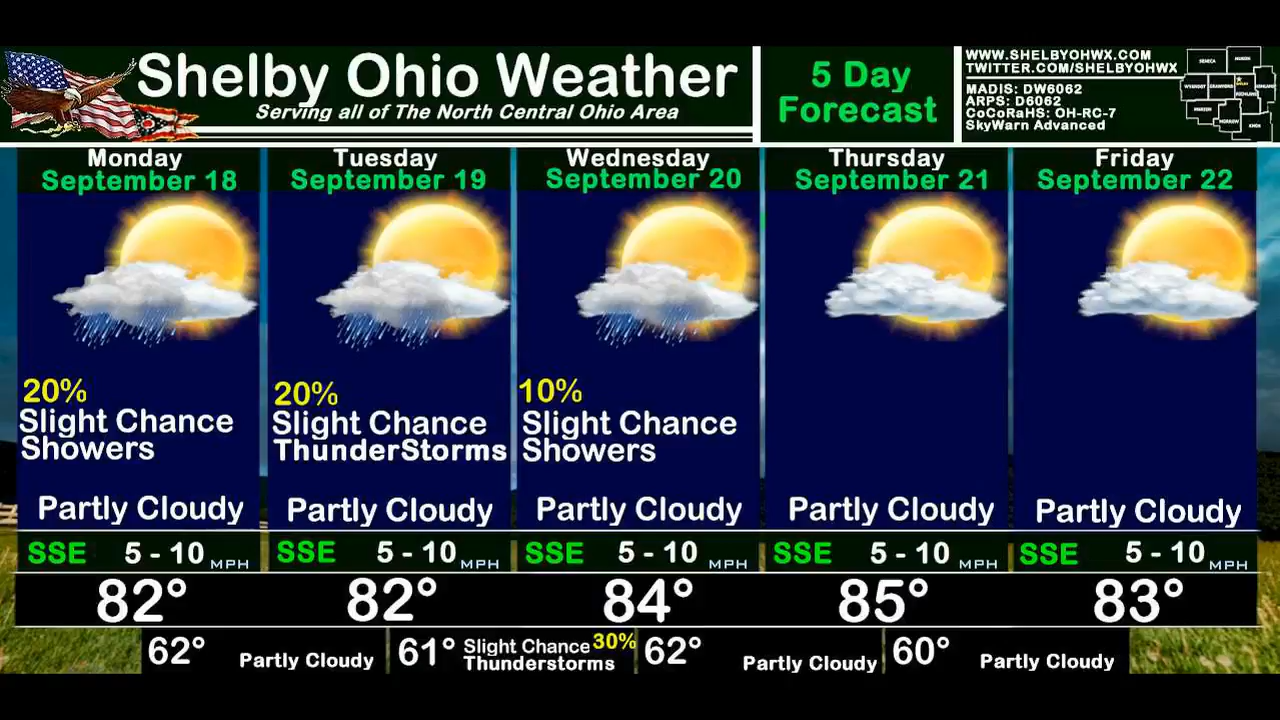 Shelby Ohio Weather
Serving all of The North Central Ohio Area
5 Day
Forecast
WWW.SHELBYOHWX.COM
TWITTER.COM/SHELBYOHWX
MADIS: DW6062
ARPS: D6062
CoCoRaHS: OH-RC-7
SkyWarn Advanced
Monday
September 18
20%
Slight Chance
Showers
Partly Cloudy
SSE 5 - 10 MPH
82°
Tuesday
September 19
20%
Slight Chance
ThunderStorms
Partly Cloudy
SSE 5 - 10 MPH
82°
Wednesday
September 20
10%
Slight Chance
Showers
Partly Cloudy
SSE 5 - 10 MPH
84°
Thursday
September 21
Partly Cloudy
SSE 5 - 10 MPH
85°
Friday
September 22
Partly Cloudy
SSE 5 - 10 MPH
83°
62° Partly Cloudy
61° Slight Chance 30%
Thunderstorms
62° Partly Cloudy
60° Partly Cloudy